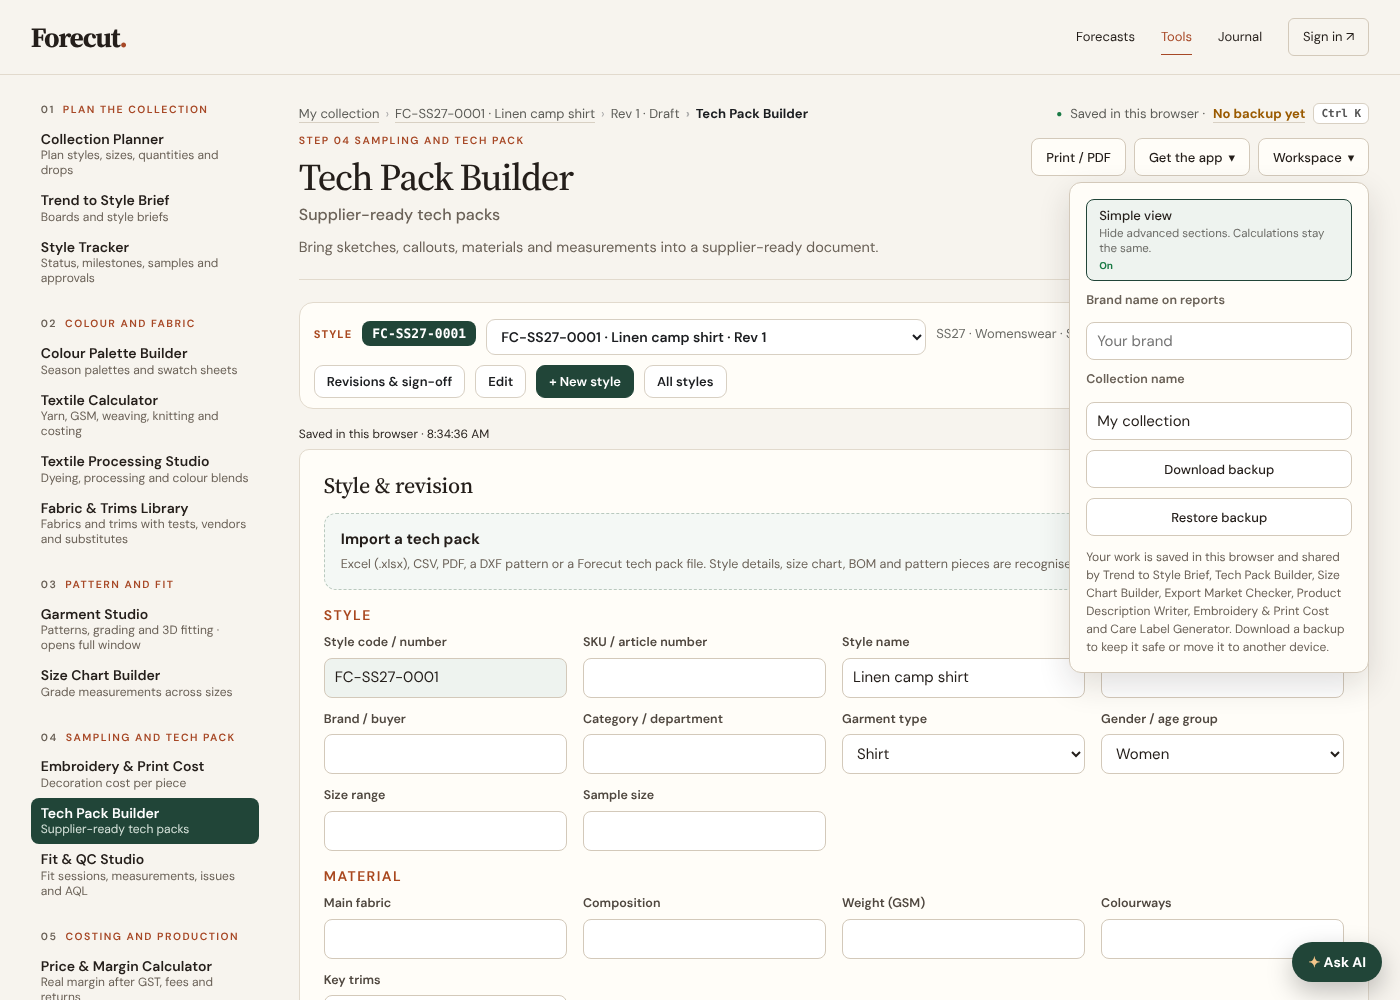 Forecut.
Forecasts
Tools
Journal
Sign in ↗
01 PLAN THE COLLECTION
Collection Planner
Plan styles, sizes, quantities and
drops
Trend to Style Brief
Boards and style briefs
Style Tracker
Status, milestones, samples and
approvals
02 COLOUR AND FABRIC
Colour Palette Builder
Season palettes and swatch sheets
Textile Calculator
Yarn, GSM, weaving, knitting and
costing
Textile Processing Studio
Dyeing, processing and colour blends
Fabric & Trims Library
Fabrics and trims with tests, vendors
and substitutes
03 PATTERN AND FIT
Garment Studio
Patterns, grading and 3D fitting ·
opens full window
Size Chart Builder
Grade measurements across sizes
04 SAMPLING AND TECH PACK
Embroidery & Print Cost
Decoration cost per piece
Tech Pack Builder
Supplier-ready tech packs
Fit & QC Studio
Fit sessions, measurements, issues
and AQL
05 COSTING AND PRODUCTION
Price & Margin Calculator
Real margin after GST, fees and
returns
My collection › FC-SS27-0001 · Linen camp shirt › Rev 1 · Draft › Tech Pack Builder
Saved in this browser · No backup yet Ctrl K
STEP 04 SAMPLING AND TECH PACK
Tech Pack Builder
Supplier-ready tech packs
Bring sketches, callouts, materials and measurements into a supplier-ready document.
Print / PDF
Get the app ▾
Workspace ▾
Simple view
Hide advanced sections. Calculations stay
the same.
On
Brand name on reports
Your brand
Collection name
My collection
Download backup
Restore backup
Your work is saved in this browser and shared
by Trend to Style Brief, Tech Pack Builder, Size
Chart Builder, Export Market Checker, Product
Description Writer, Embroidery & Print Cost
and Care Label Generator. Download a backup
to keep it safe or move it to another device.
STYLE FC-SS27-0001 FC-SS27-0001 · Linen camp shirt · Rev 1 SS27 · Womenswear ·
Revisions & sign-off
Edit
+ New style
All styles
Saved in this browser · 8:34:36 AM
Style & revision
Import a tech pack
Excel (.xlsx), CSV, PDF, a DXF pattern or a Forecut tech pack file. Style details, size chart, BOM and pattern pieces are recognise
STYLE
Style code / number
SKU / article number
Style name
FC-SS27-0001
Linen camp shirt
Brand / buyer
Category / department
Garment type
Gender / age group
Shirt
Women
Size range
Sample size
MATERIAL
Main fabric
Composition
Weight (GSM)
Colourways
Key trims
✦ Ask AI